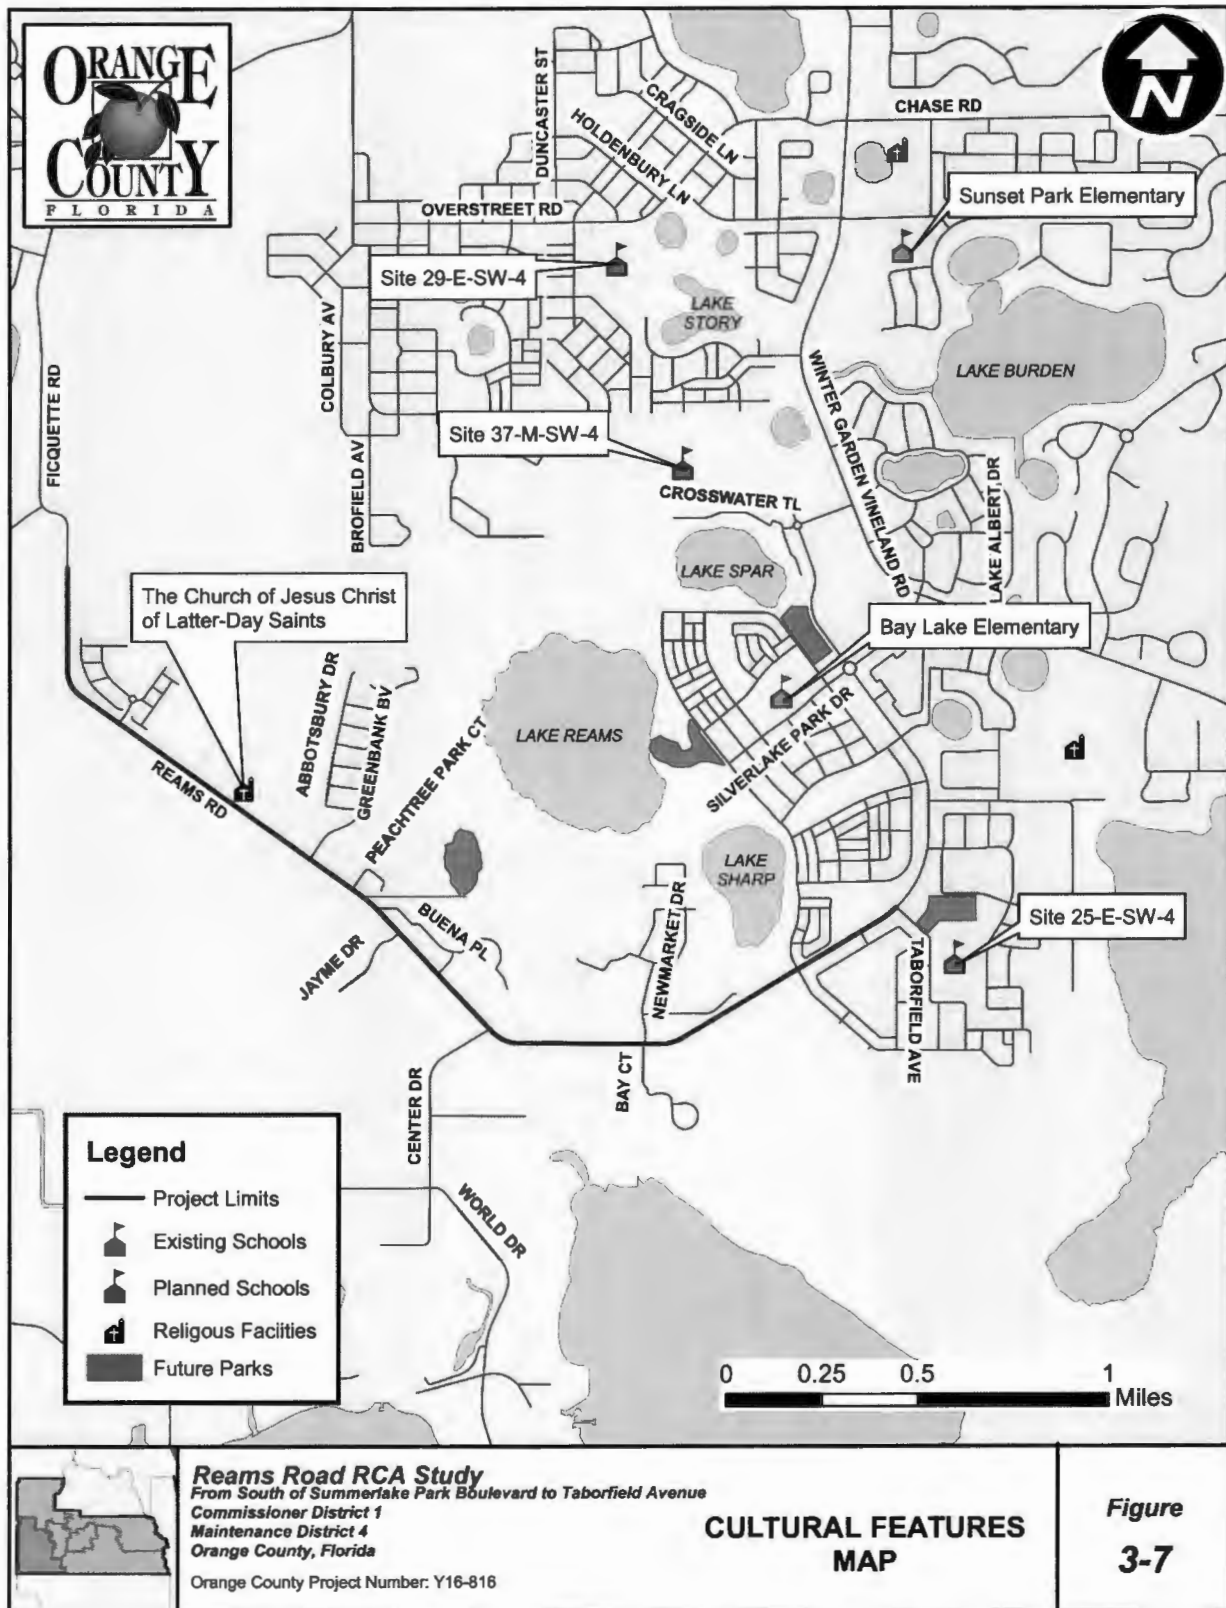 ORANGE
COUNTY
FLORIDA
N
DUNCASTER ST
CRAGSIDE LN
HOLDENBURY LN
CHASE RD
OVERSTREET RD
Sunset Park Elementary
Site 29-E-SW-4
LAKE
STORY
COLBURY AV
FICQUETTE RD
LAKE BURDEN
WINTER GARDEN VINELAND RD
Site 37-M-SW-4
BROFIELD AV
CROSSWATER TL
LAKE ALBERT DR
LAKE SPAR
The Church of Jesus Christ
of Latter-Day Saints
Bay Lake Elementary
ABBOTSBURY DR
GREENBANK BV
PEACHTREE PARK CT
LAKE REAMS
SILVERLAKE PARK DR
REAMS RD
LAKE
SHARP
BUENA PL
JAYME DR
NEWMARKET DR
Site 25-E-SW-4
TABORFIELD AVE
CENTER DR
BAY CT
WORLD DR
Legend
Project Limits
Existing Schools
Planned Schools
Religous Faciities
Future Parks
0 0.25 0.5 1
Miles
Reams Road RCA Study
From South of Summerlake Park Boulevard to Taborfield Avenue
Commissioner District 1
Maintenance District 4
Orange County, Florida
Orange County Project Number: Y16-816
CULTURAL FEATURES
MAP
Figure
3-7